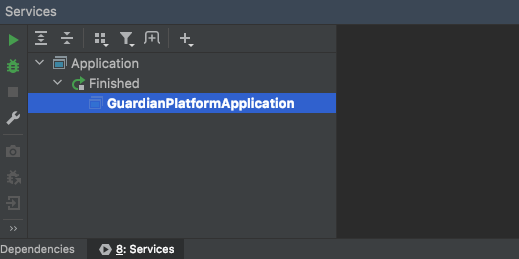 Services
Application
Finished
GuardianPlatformApplication
Dependencies
8: Services